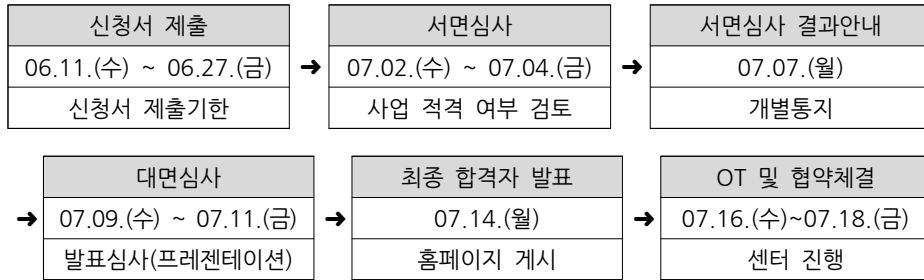 신청서 제출 서면심사 서면심사 결과안내
06.11.(수) ~ 06.27.(금) ➜ 07.02.(수) ~ 07.04.(금) ➜ 07.07.(월)
신청서 제출기한 사업 적격 여부 검토 개별통지
대면심사 최종 합격자 발표 OT 및 협약체결
➜ 07.09.(수) ~ 07.11.(금) ➜ 07.14.(월) ➜ 07.16.(수)~07.18.(금)
발표심사(프레젠테이션) 홈페이지 게시 센터 진행